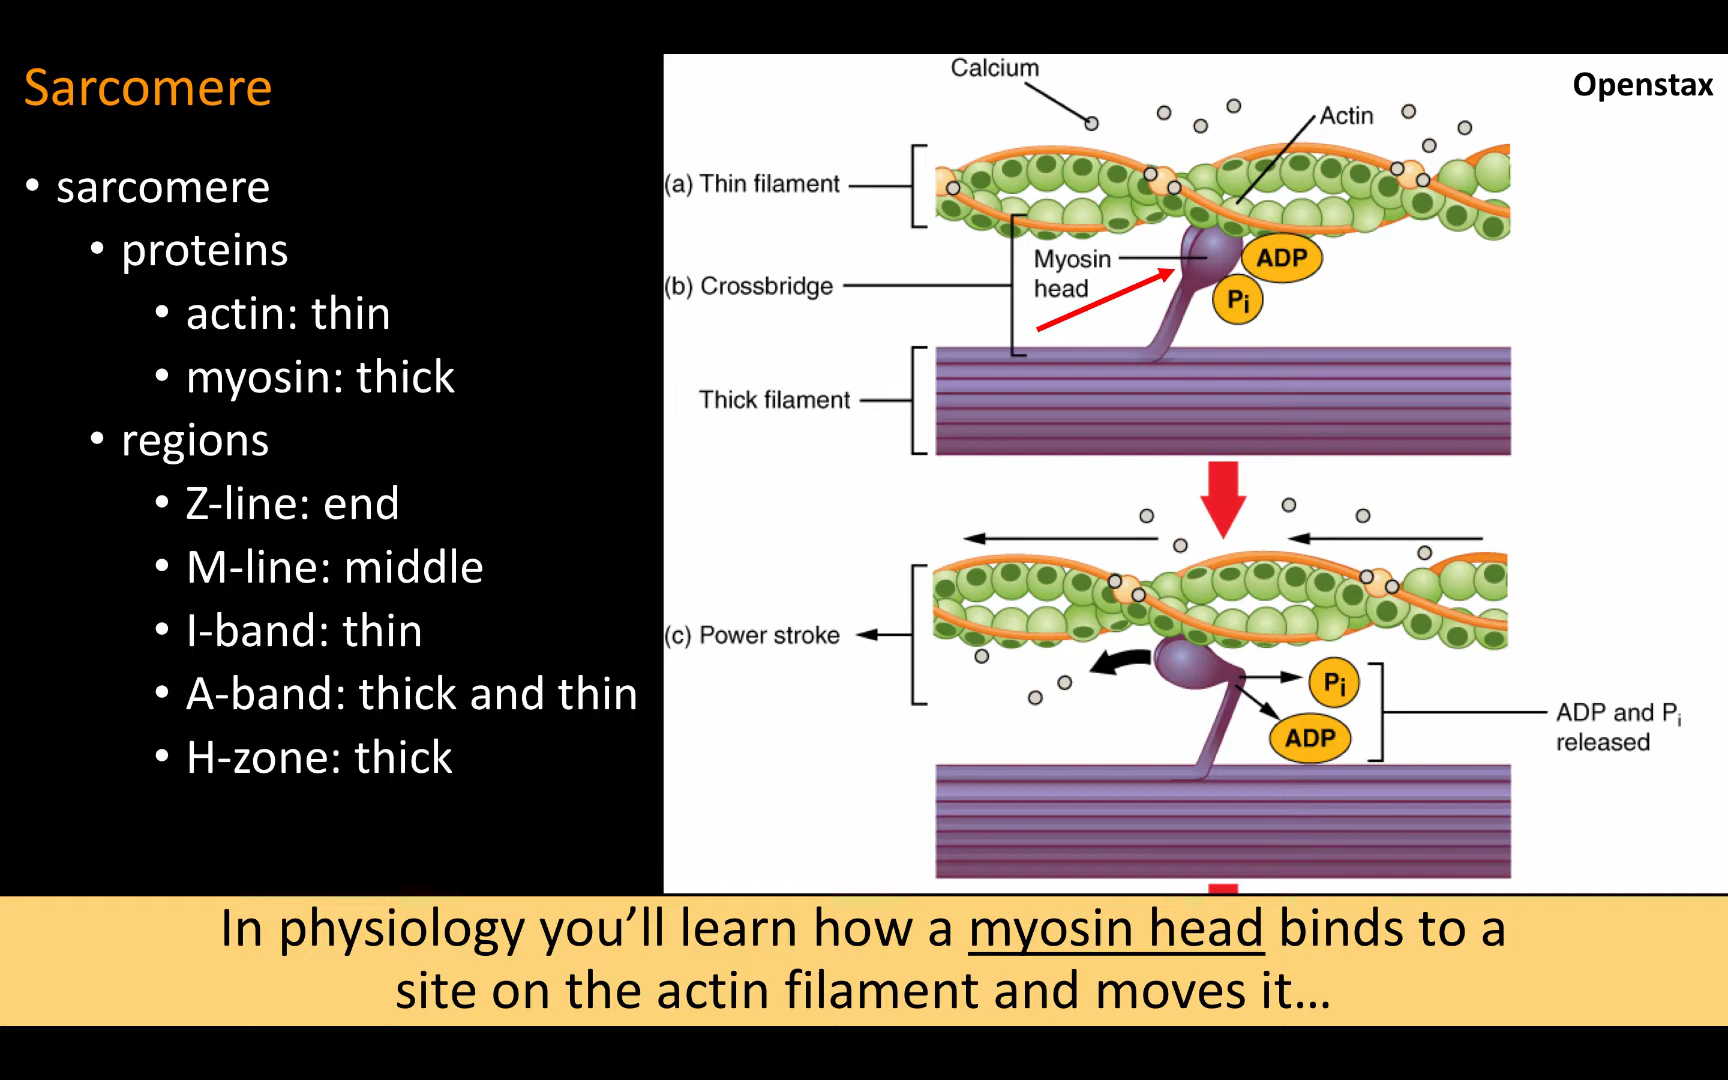 Sarcomere
• sarcomere
• proteins
• actin: thin
• myosin: thick
• regions
• Z-line: end
• M-line: middle
• I-band: thin
• A-band: thick and thin
• H-zone: thick
Openstax
Calcium
Actin
(a) Thin filament
Myosin
head
ADP
Pi
(b) Crossbridge
Thick filament
(c) Power stroke
Pi
ADP
ADP and Pi
released
In physiology you’ll learn how a myosin head binds to a
site on the actin filament and moves it…